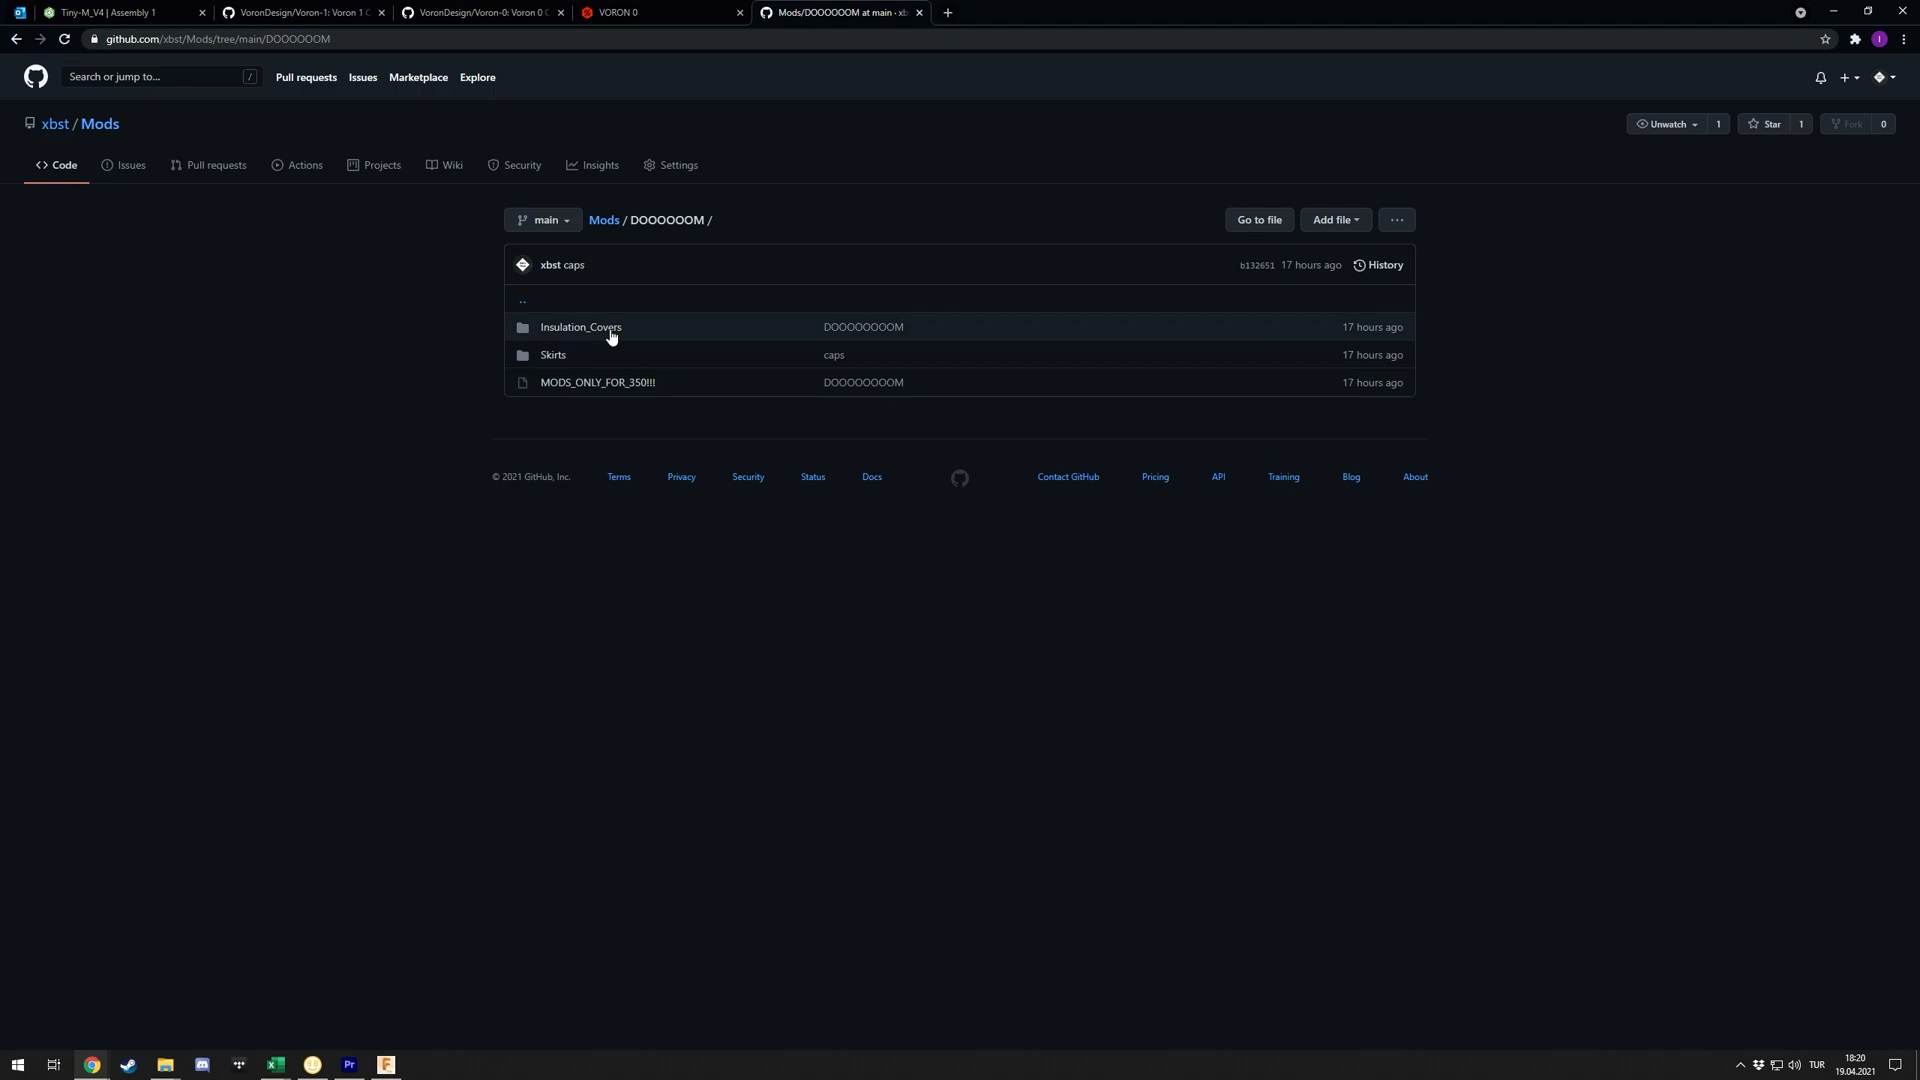 Tiny-M_V4 | Assembly 1
VoronDesign/Voron-1: Voron 1 C
VoronDesign/Voron-0: Voron 0 C
VORON 0
Mods/DOOOOOOM at main · xb
github.com/xbst/Mods/tree/main/DOOOOOOM
Search or jump to...
/
Pull requests
Issues
Marketplace
Explore
xbst / Mods
Unwatch
1
Star
1
Fork
0
Code
Issues
Pull requests
Actions
Projects
Wiki
Security
Insights
Settings
main
Mods / DOOOOOOM /
Go to file
Add file
...
xbst caps
b132651 17 hours ago
History
..
Insulation_Covers
DOOOOOOOOM
17 hours ago
Skirts
caps
17 hours ago
MODS_ONLY_FOR_350!!!
DOOOOOOOOM
17 hours ago
© 2021 GitHub, Inc.
Terms
Privacy
Security
Status
Docs
Contact GitHub
Pricing
API
Training
Blog
About
Pr
TUR
18:20
19.04.2021